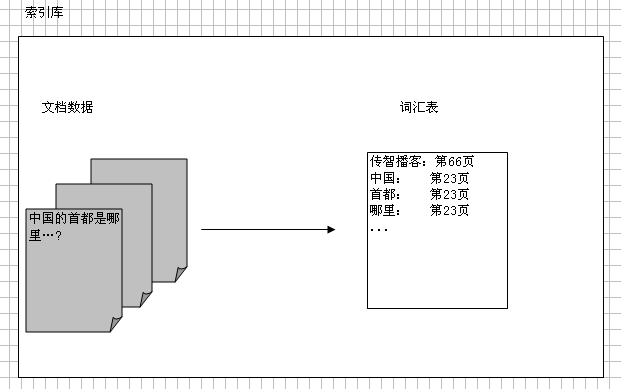 索引库
文档数据
词汇表
中国的首都是哪
里…?
传智播客：第66页
中国：　　第23页
首都：　　第23页
哪里：　　第23页
...